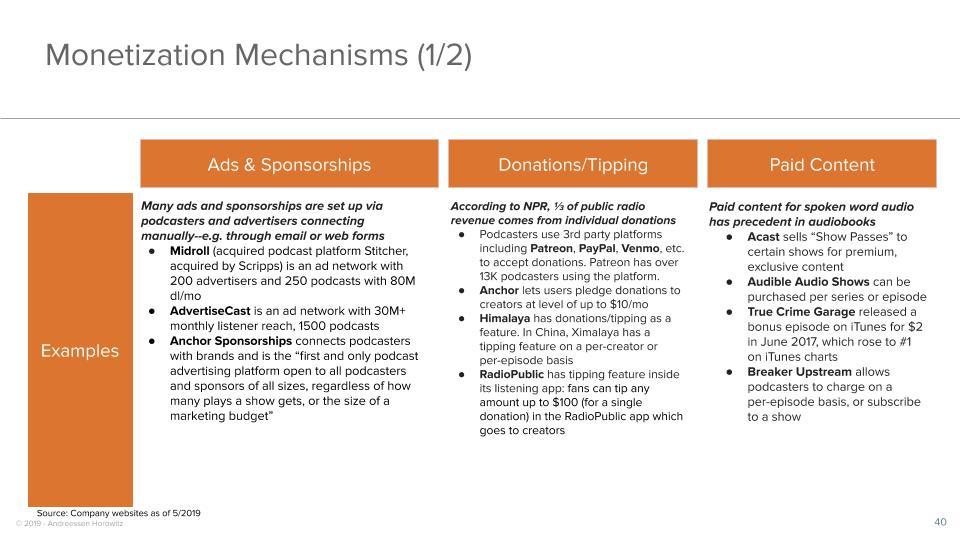 Monetization Mechanisms (1/2)
Ads & Sponsorships
Donations/Tipping
Paid Content
Examples
Many ads and sponsorships are set up via
podcasters and advertisers connecting
manually--e.g. through email or web forms
● Midroll (acquired podcast platform Stitcher,
acquired by Scripps) is an ad network with
200 advertisers and 250 podcasts with 80M
dl/mo
● AdvertiseCast is an ad network with 30M+
monthly listener reach, 1500 podcasts
● Anchor Sponsorships connects podcasters
with brands and is the “first and only podcast
advertising platform open to all podcasters
and sponsors of all sizes, regardless of how
many plays a show gets, or the size of a
marketing budget”
According to NPR, ⅓ of public radio
revenue comes from individual donations
● Podcasters use 3rd party platforms
including Patreon, PayPal, Venmo, etc.
to accept donations. Patreon has over
13K podcasters using the platform.
● Anchor lets users pledge donations to
creators at level of up to $10/mo
● Himalaya has donations/tipping as a
feature. In China, Ximalaya has a
tipping feature on a per-creator or
per-episode basis
● RadioPublic has tipping feature inside
its listening app: fans can tip any
amount up to $100 (for a single
donation) in the RadioPublic app which
goes to creators
Paid content for spoken word audio
has precedent in audiobooks
● Acast sells “Show Passes” to
certain shows for premium,
exclusive content
● Audible Audio Shows can be
purchased per series or episode
● True Crime Garage released a
bonus episode on iTunes for $2
in June 2017, which rose to #1
on iTunes charts
● Breaker Upstream allows
podcasters to charge on a
per-episode basis, or subscribe
to a show
Source: Company websites as of 5/2019
© 2019 - Andreessen Horowitz
40